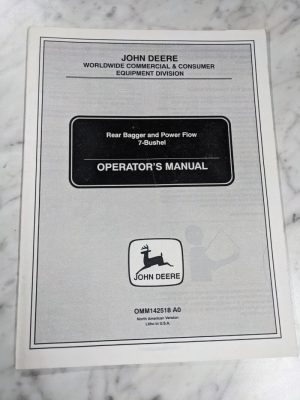 JOHN DEERE
WORLDWIDE COMMERCIAL & CONSUMER
EQUIPMENT DIVISION
Rear Bagger and Power Flow
7-Bushel
OPERATOR'S MANUAL
JOHN DEERE
OMM142518 A0
North American Version
Litho in U.S.A.